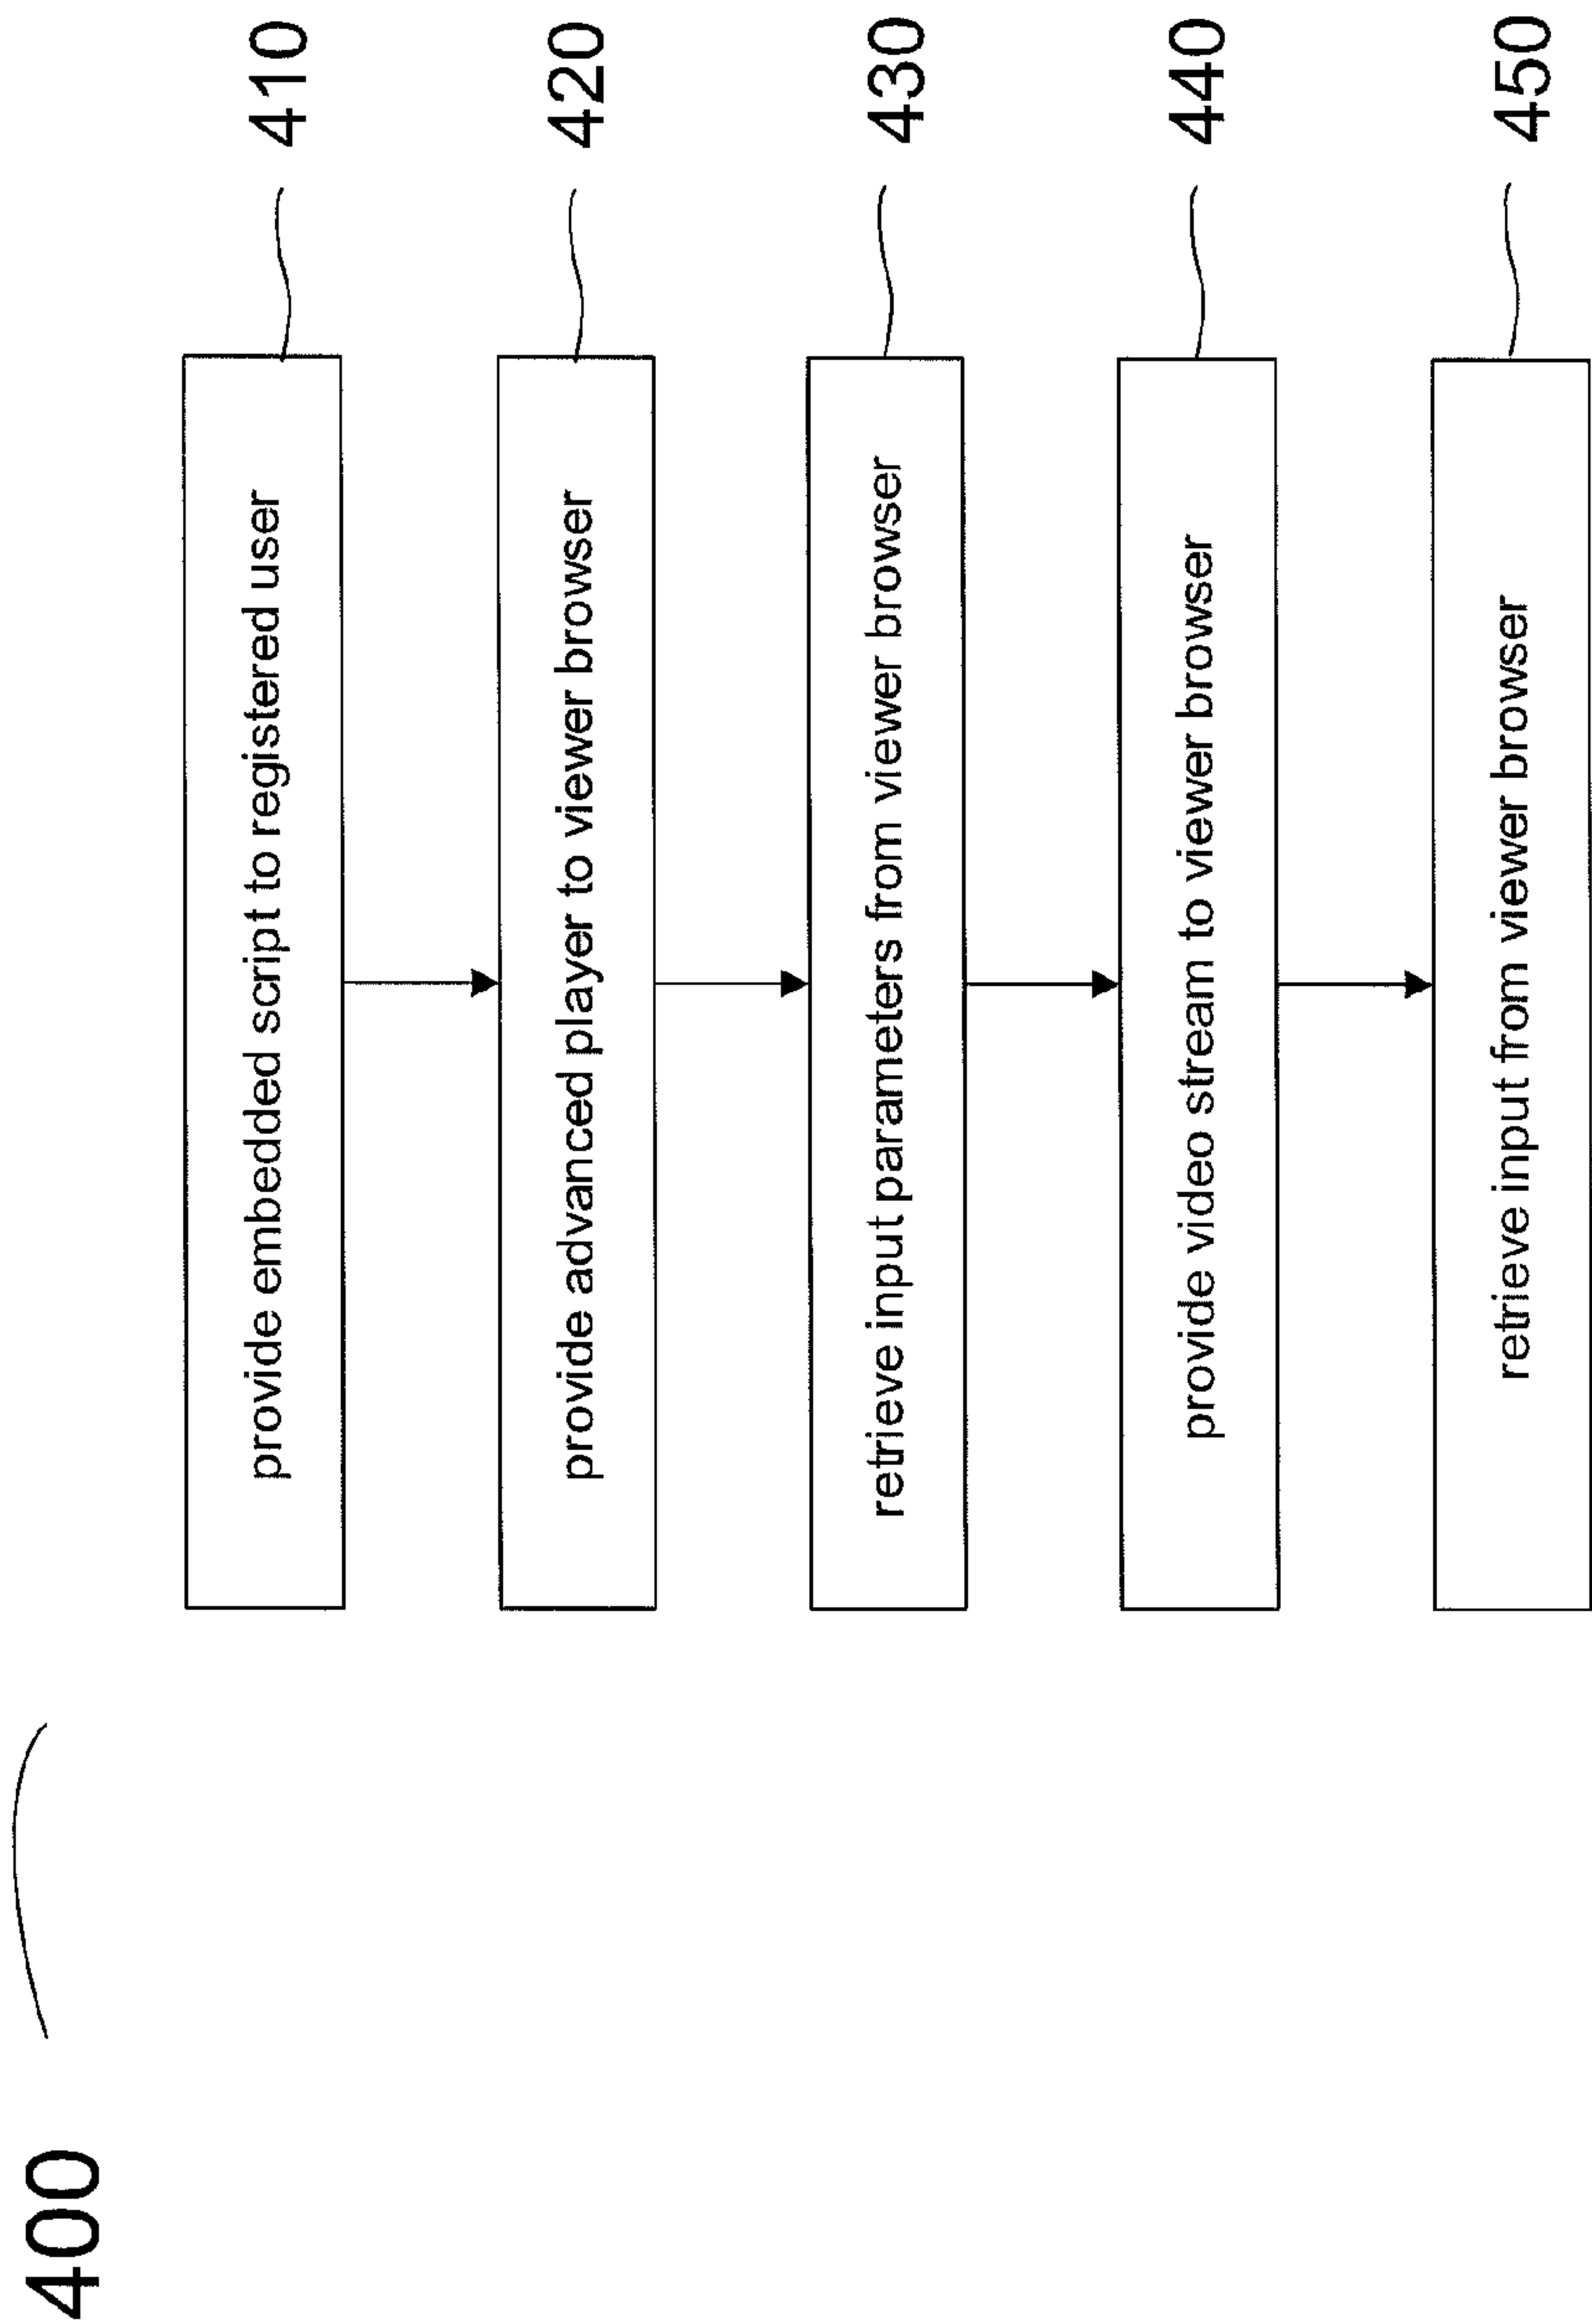 400
provide embedded script to registered user
410
provide advanced player to viewer browser
420
retrieve input parameters from viewer browser
430
provide video stream to viewer browser
440
retrieve input from viewer browser
450